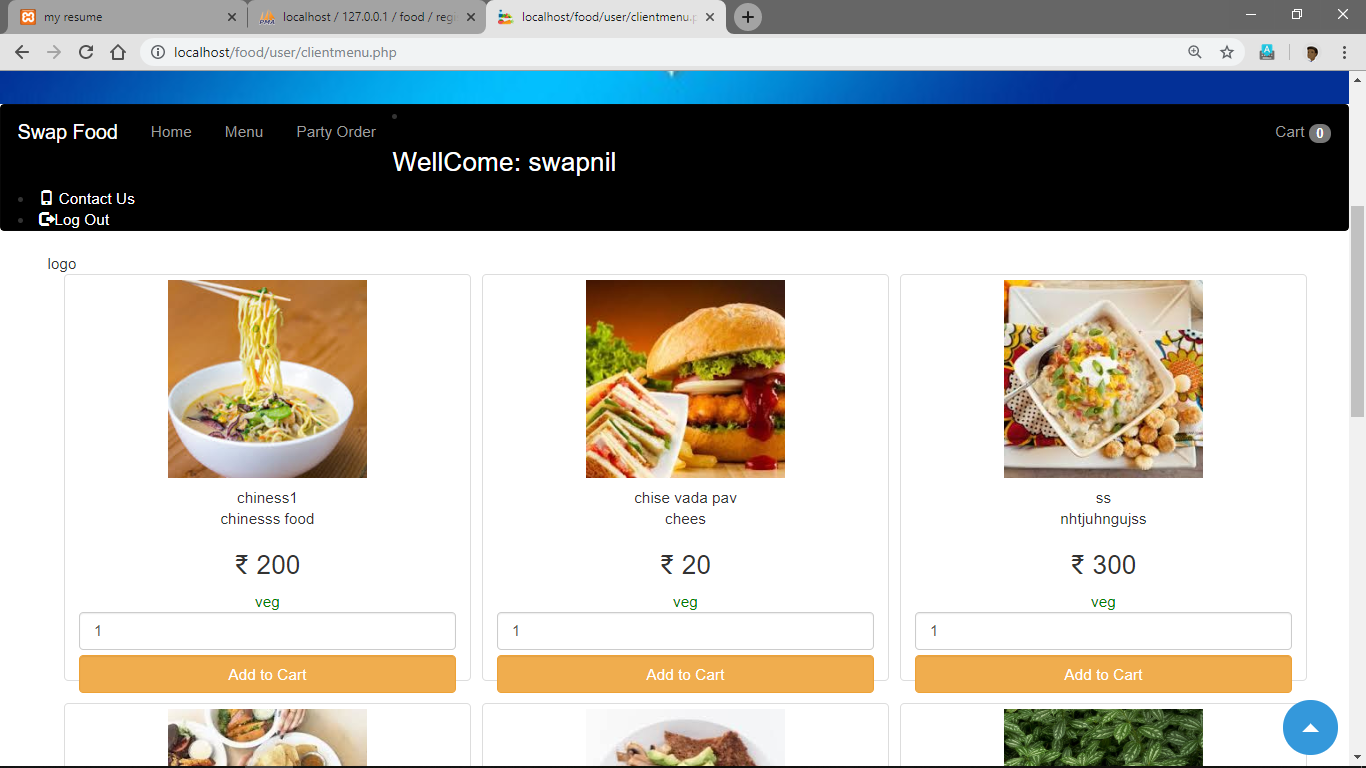 my resume
localhost / 127.0.0.1 / food / regi
localhost/food/user/clientmenu.p
localhost/food/user/clientmenu.php
Swap Food Home Menu Party Order Cart 0
WellCome: swapnil
Contact Us
Log Out
logo
chiness1
chinesss food
₹ 200
veg
1
Add to Cart
chise vada pav
chees
₹ 20
veg
1
Add to Cart
ss
nhtjuhngujss
₹ 300
veg
1
Add to Cart